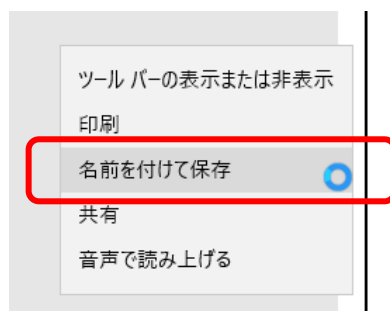 ツール バーの表示または非表示
印刷
名前を付けて保存
共有
音声で読み上げる